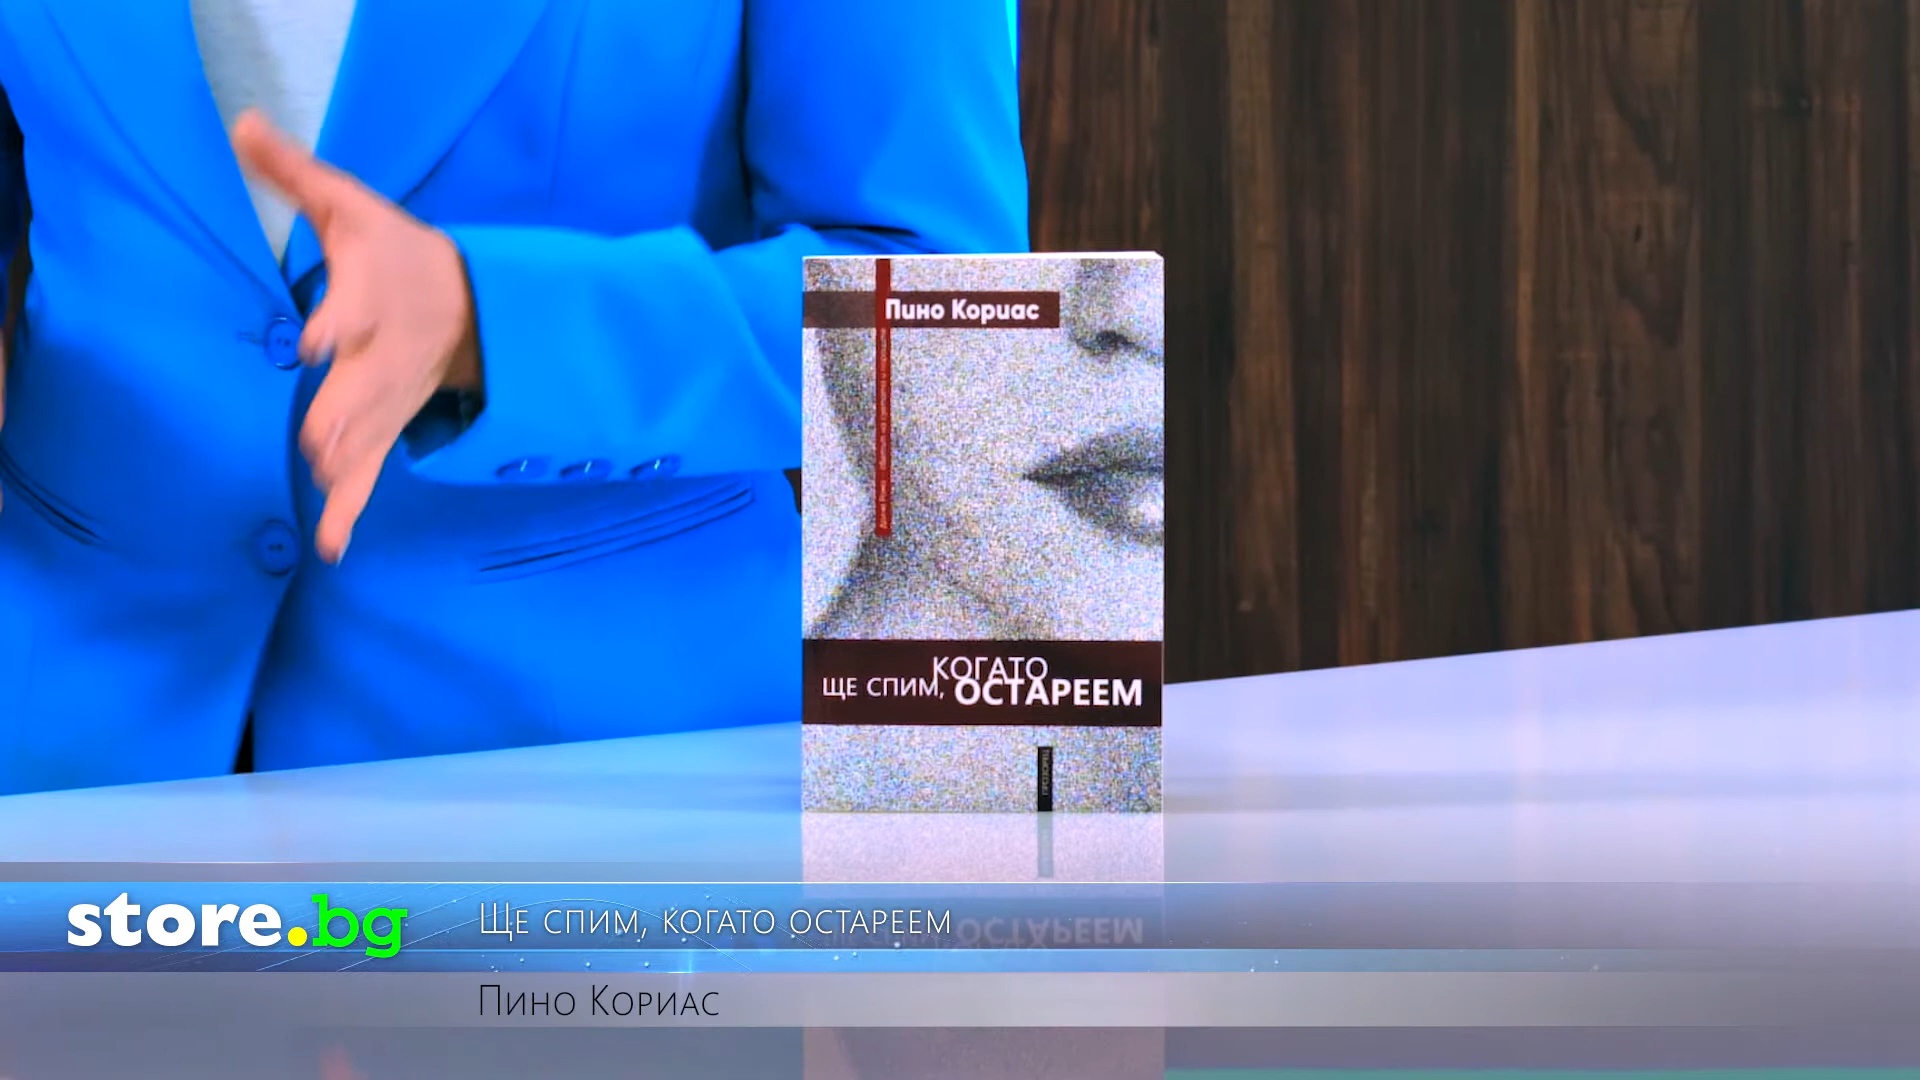 Пино Кориас
КОГАТО
ЩЕ СПИМ, ОСТАРЕЕМ
store.bg
Ще спим, когато остареем
Пино Кориас